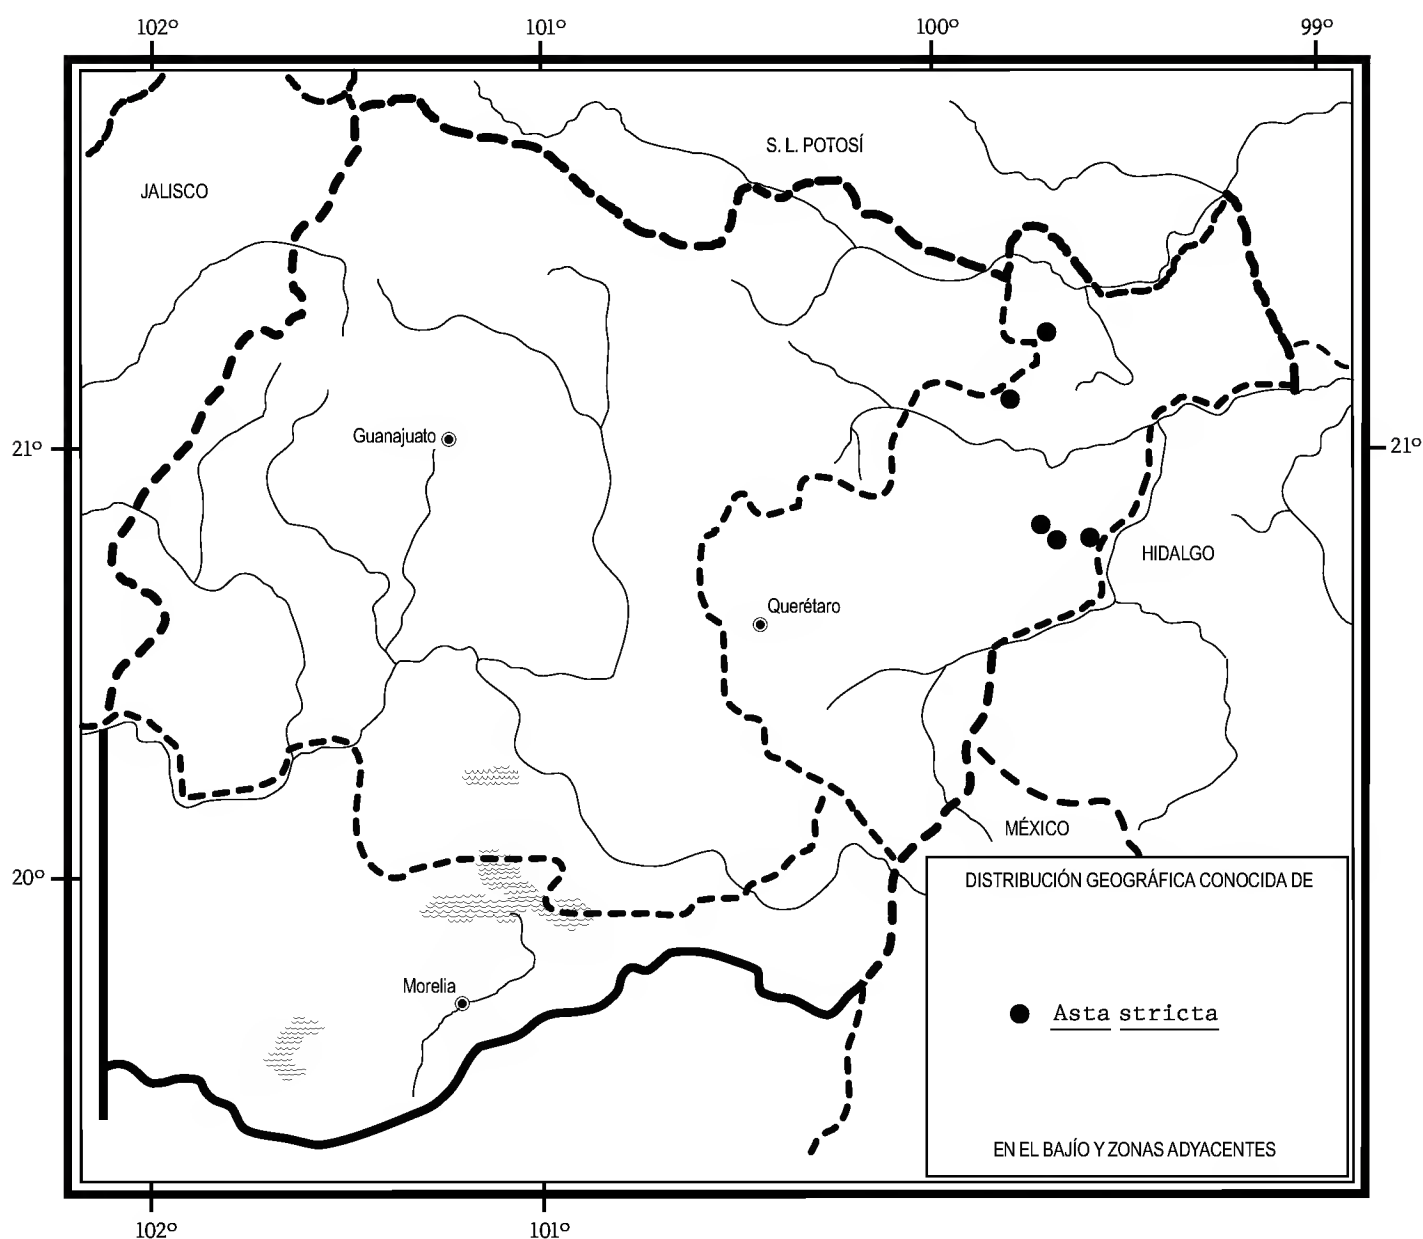 102º 101º 100º 99º
S. L. POTOSÍ
JALISCO
Guanajuato
21º 21º
HIDALGO
Querétaro
MÉXICO
20º
DISTRIBUCIÓN GEOGRÁFICA CONOCIDA DE
Morelia
Asta stricta
EN EL BAJÍO Y ZONAS ADYACENTES
102º 101º